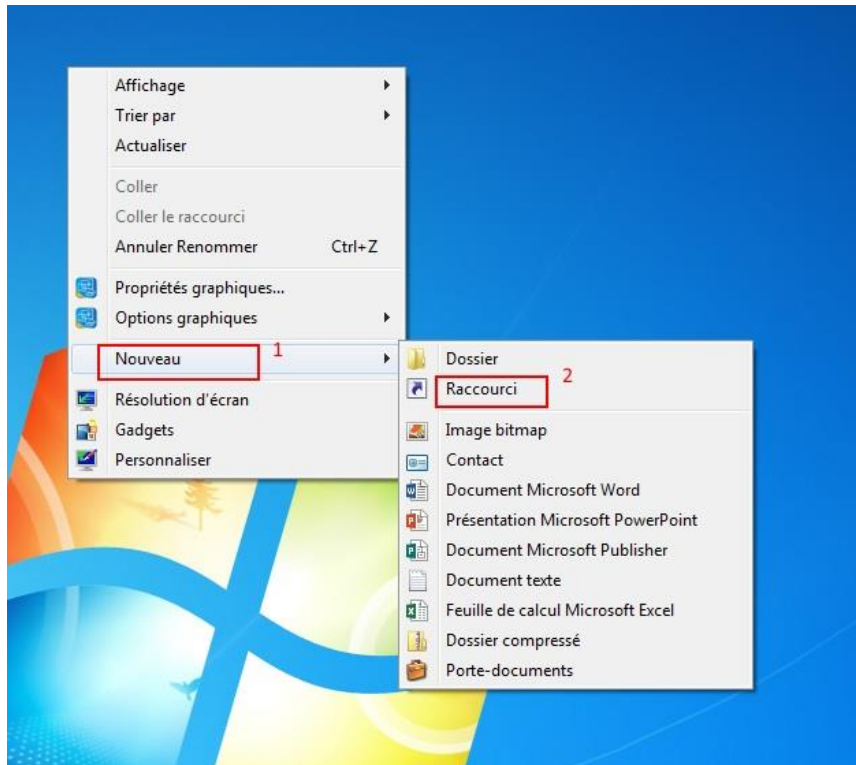 Affichage
Trier par
Actualiser
Coller
Coller le raccourci
Annuler Renommer Ctrl+Z
Propriétés graphiques...
Options graphiques
Nouveau 1
Résolution d'écran
Gadgets
Personnaliser
Dossier
Raccourci 2
Image bitmap
Contact
Document Microsoft Word
Présentation Microsoft PowerPoint
Document Microsoft Publisher
Document texte
Feuille de calcul Microsoft Excel
Dossier compressé
Porte-documents